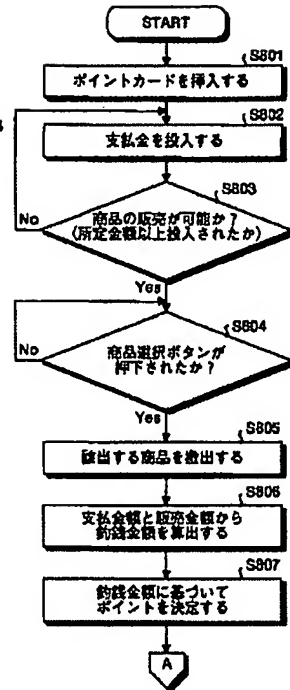 START
S801
ポイントカードを挿入する
S802
支払金を投入する
S803
商品の販売が可能か?
(所定金額以上投入されたか)
No
Yes
S804
商品選択ボタンが
押下されたか?
No
Yes
S805
該当する商品を搬出する
S806
支払金額と販売金額から
釣銭金額を算出する
S807
釣銭金額に基づいて
ポイントを決定する
A